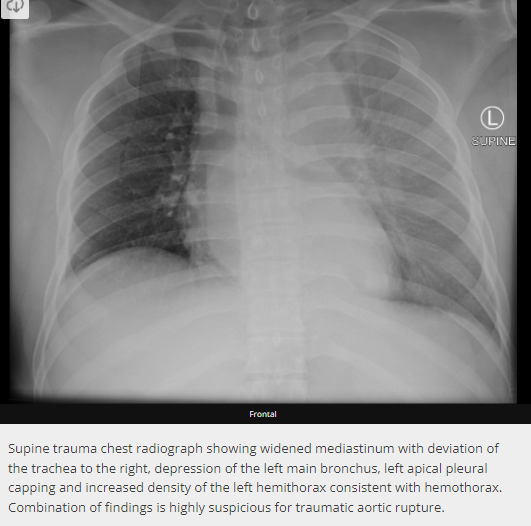 L
SUPINE
Frontal
Supine trauma chest radiograph showing widened mediastinum with deviation of
the trachea to the right, depression of the left main bronchus, left apical pleural
capping and increased density of the left hemithorax consistent with hemothorax.
Combination of findings is highly suspicious for traumatic aortic rupture.